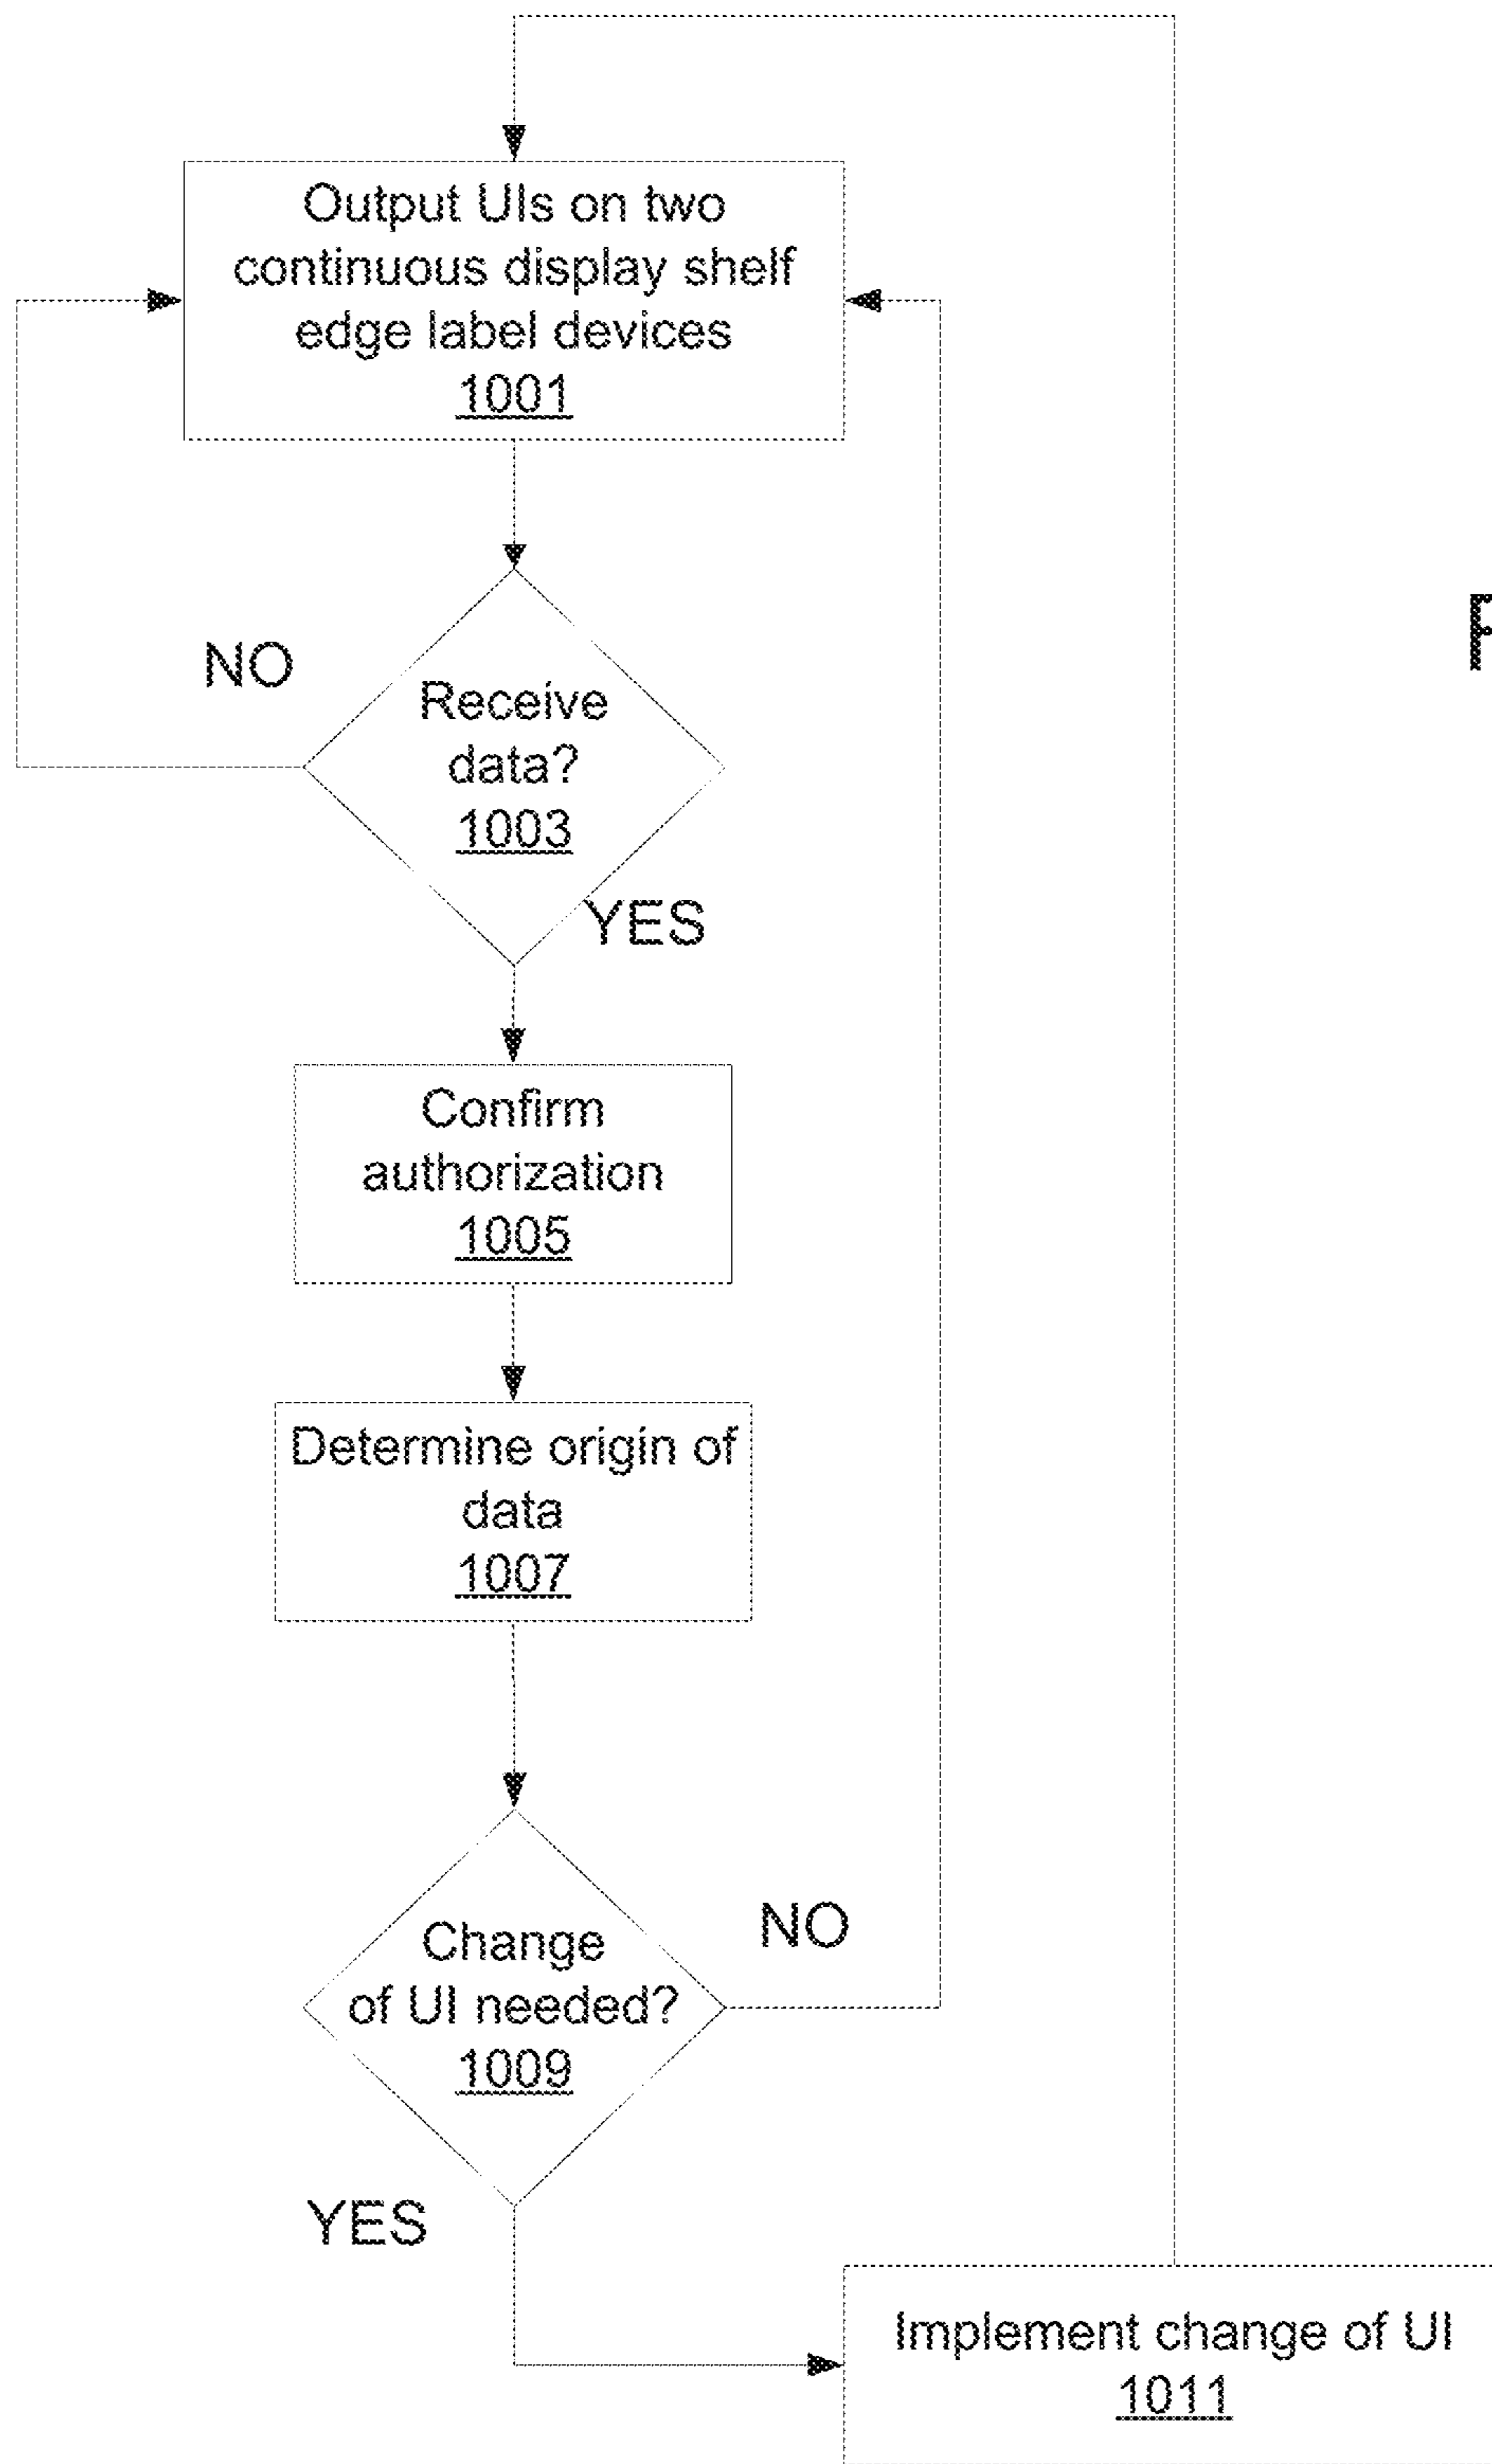 Output UIs on two
continuous display shelf
edge label devices
1001
NO
Receive
data?
1003
YES
Confirm
authorization
1005
Determine origin of
data
1007
Change
of UI needed?
1009
NO
YES
Implement change of UI
1011